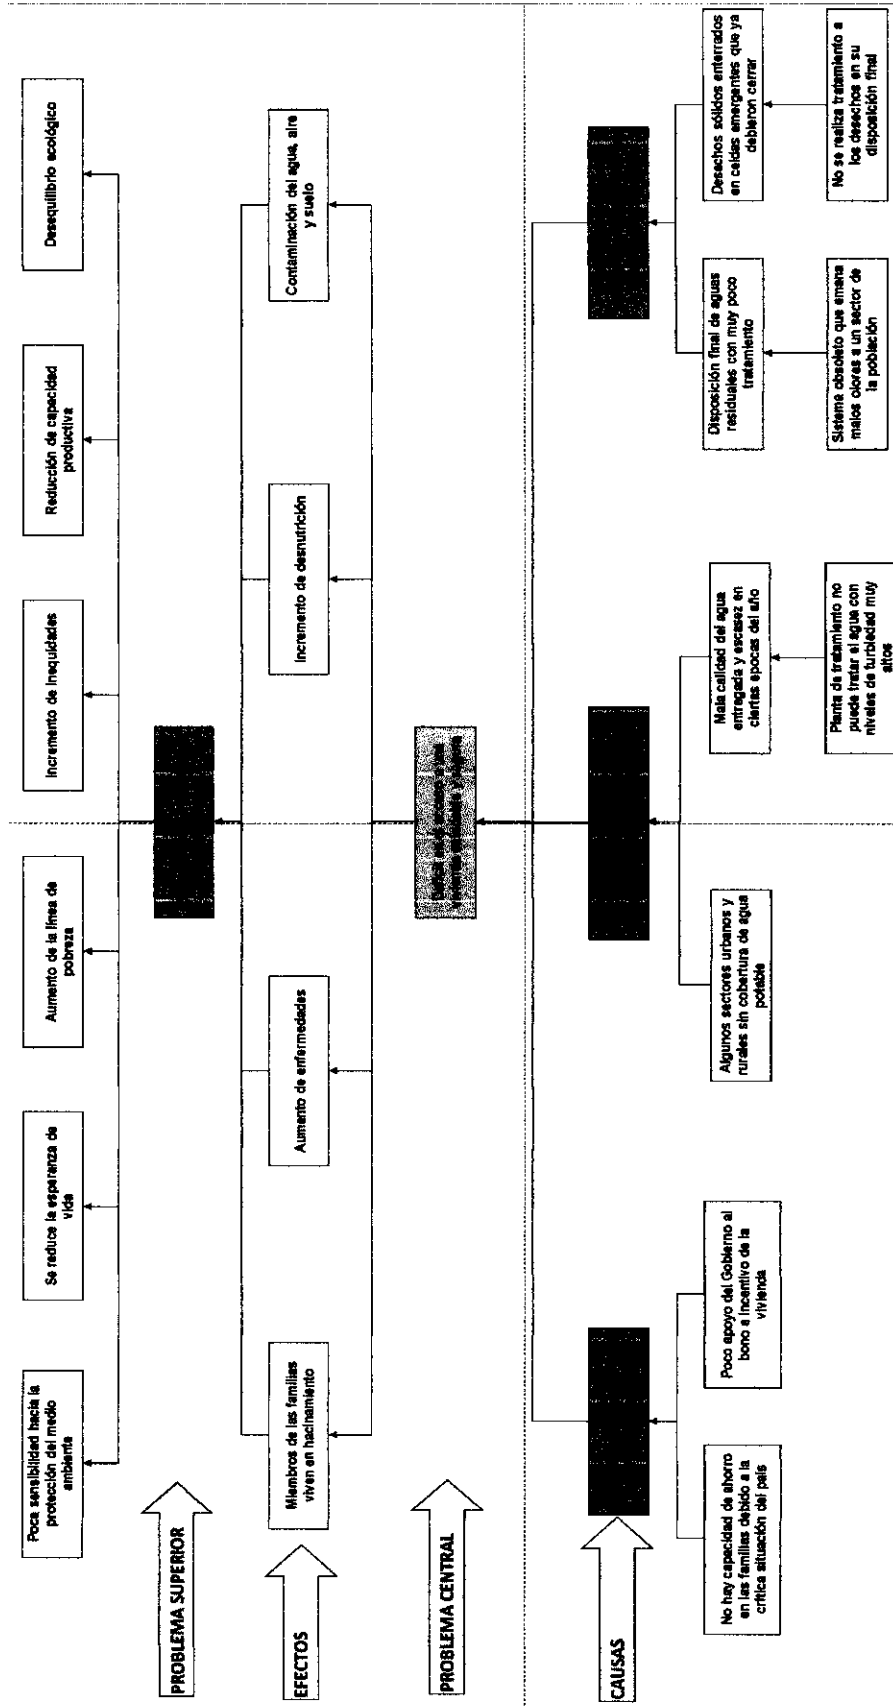 Poca sensibilidad hacia la
protección del medio
ambiente
Se reduce la esperanza de
vida
Aumento de la linea de
pobreza
Incremento de Inequidades
Reducción de capacidad
productiva
Desequilibrio ecológico
PROBLEMA SUPERIOR
EFECTOS
Miembros de las familias
viven en hacinamiento
Aumento de enfermedades
Incremento de desnutrición
Contaminación del agua, aire
y suelo
PROBLEMA CENTRAL
CAUSAS
No hay capacidad de ahorro
en las familias debido a la
crítica situación del país
Poco apoyo del Gobierno al
bono a incentivo de la
vivienda
Algunos sectores urbanos y
rurales sin cobertura de agua
potable
Mala calidad del agua
entregada y escasez en
ciertas epocas del año
Disposición final de aguas
residuales con muy poco
tratamiento
Desechos sólidos enterrados
en celdas emergentes que ya
debieron cerrar
Planta de tratamiento no
puede tratar el agua con
niveles de turbiedad muy
altos
Sistema obsoleto que emana
malos olores a un sector de
la población
No se realiza tratamiento a
los desechos en su
disposición final